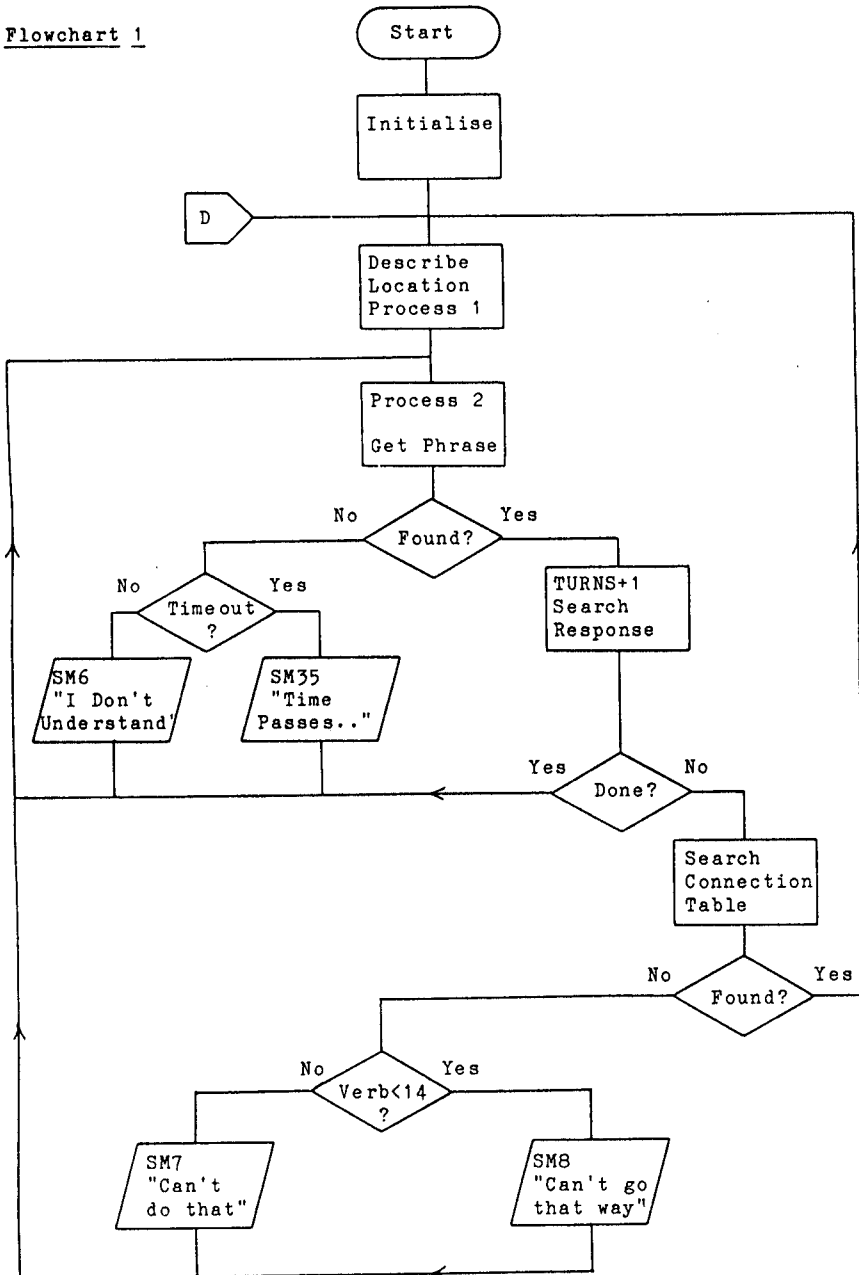 Flowchart 1
Start
Initialise
D
Describe
Location
Process 1
Process 2
Get Phrase
No
Yes
Found?
No
Yes
Timeout
?
TURNS+1
Search
Response
SM6
"I Don't
Understand'
SM35
"Time
Passes.."
Yes
No
Done?
Search
Connection
Table
No
Yes
Found?
No
Yes
Verb<14
?
SM7
"Can't
do that"
SM8
"Can't go
that way"